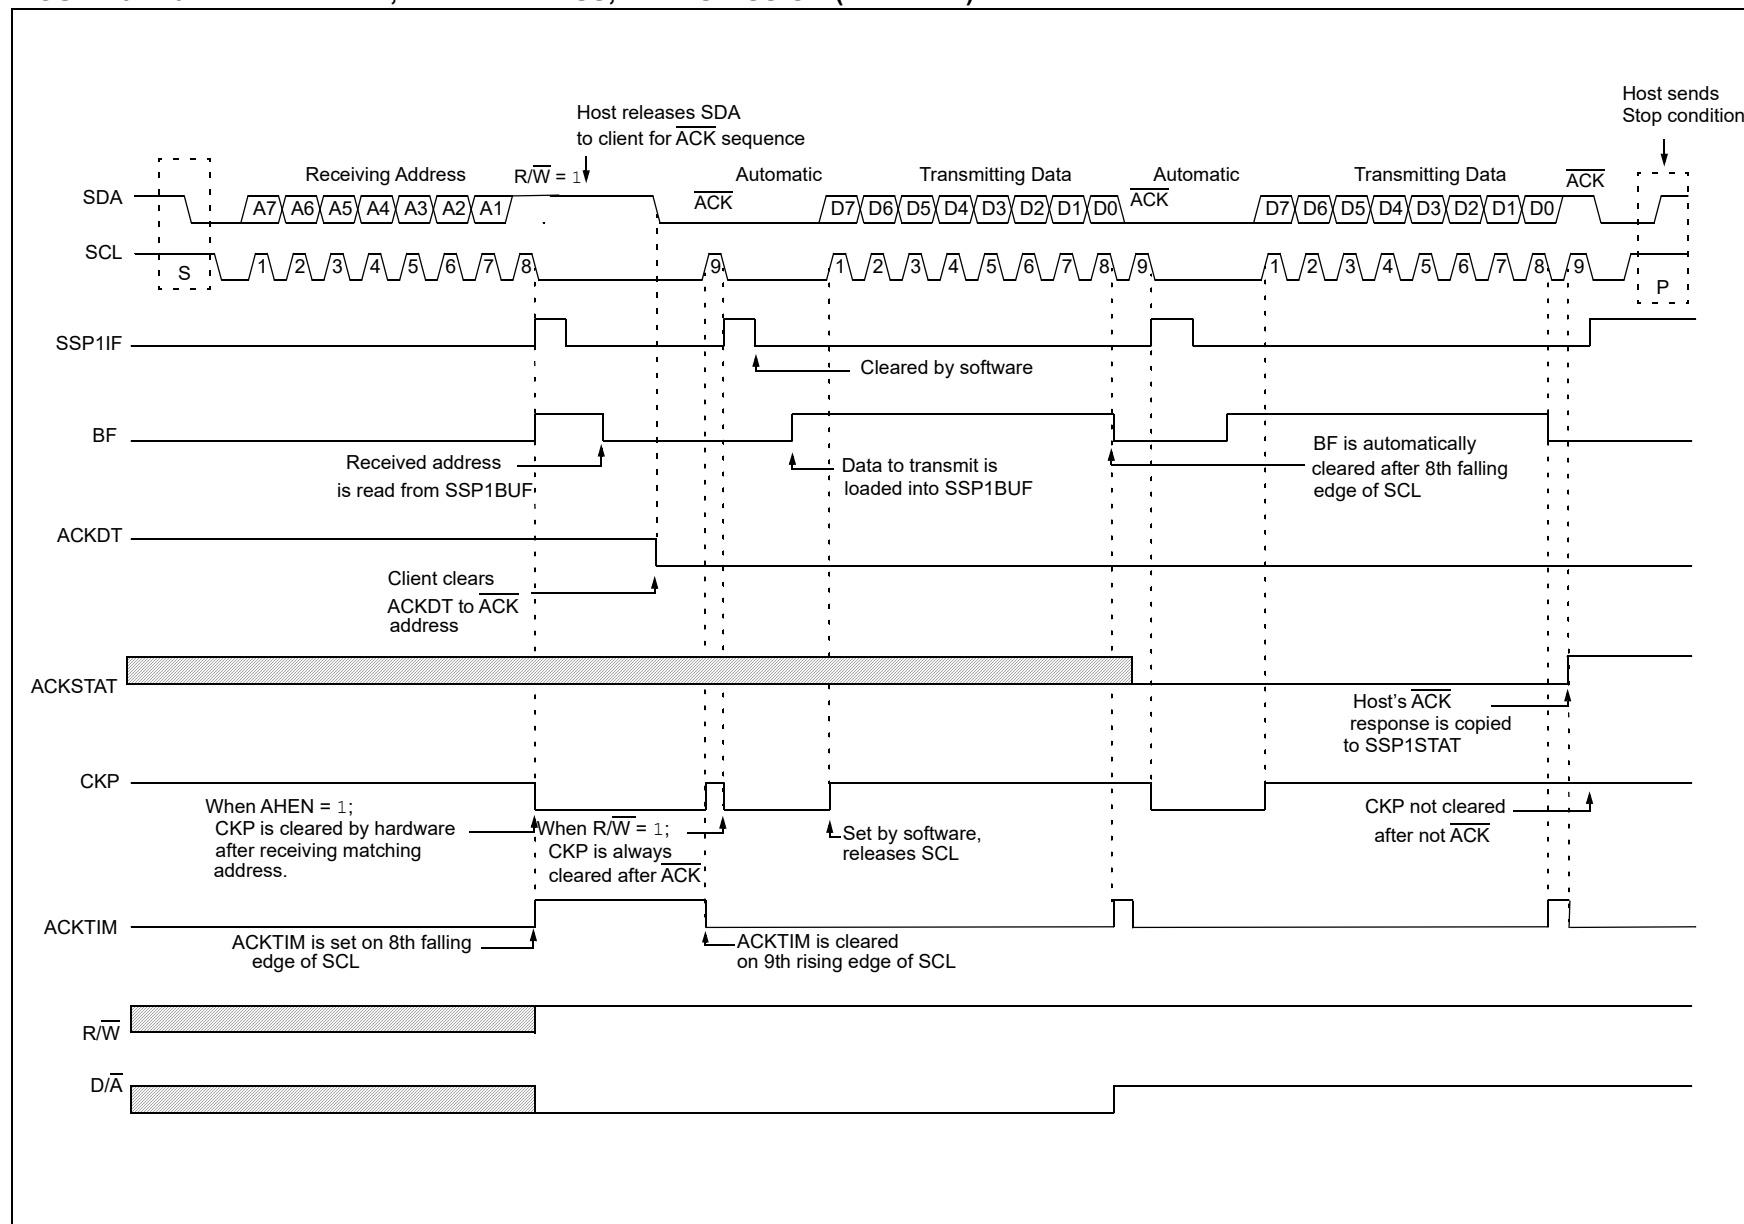 Host sends
Stop condition
Host releases SDA
to client for ACK sequence
Receiving Address
R/W = 1
Automatic
Transmitting Data
Automatic
Transmitting Data
ACK
SDA
A7 A6 A5 A4 A3 A2 A1
ACK
D7 D6 D5 D4 D3 D2 D1 D0
ACK
D7 D6 D5 D4 D3 D2 D1 D0
SCL
S
1 2 3 4 5 6 7 8
9
1 2 3 4 5 6 7 8 9
1 2 3 4 5 6 7 8 9
P
SSP1IF
Cleared by software
BF
Received address
is read from SSP1BUF
Data to transmit is
loaded into SSP1BUF
BF is automatically
cleared after 8th falling
edge of SCL
ACKDT
Client clears
ACKDT to ACK
address
ACKSTAT
Host's ACK
response is copied
to SSP1STAT
CKP
When AHEN = 1;
CKP is cleared by hardware
after receiving matching
address.
When R/W = 1;
CKP is always
cleared after ACK
Set by software,
releases SCL
CKP not cleared
after not ACK
ACKTIM
ACKTIM is set on 8th falling
edge of SCL
ACKTIM is cleared
on 9th rising edge of SCL
R/W
D/A